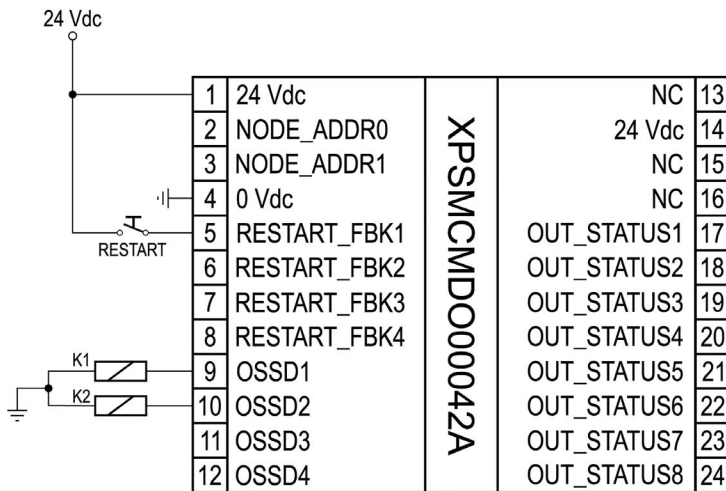 24 Vdc
1 24 Vdc
2 NODE_ADDR0
3 NODE_ADDR1
4 0 Vdc
5 RESTART_FBK1
6 RESTART_FBK2
7 RESTART_FBK3
8 RESTART_FBK4
9 OSSD1
10 OSSD2
11 OSSD3
12 OSSD4
RESTART
K1
K2
XPSMCMDO00042A
NC 13
24 Vdc 14
NC 15
NC 16
OUT_STATUS1 17
OUT_STATUS2 18
OUT_STATUS3 19
OUT_STATUS4 20
OUT_STATUS5 21
OUT_STATUS6 22
OUT_STATUS7 23
OUT_STATUS8 24